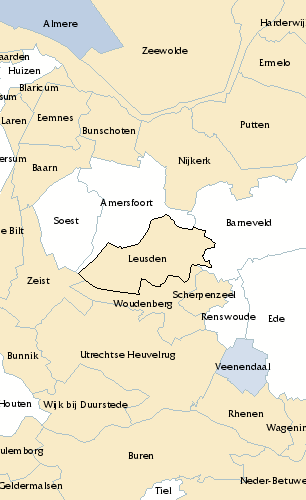 Almere
Harderwij
Zeewolde
aarden
Ermelo
Huizen
Blaricum
sum
Laren
Eemnes
Putten
Bunschoten
ersum
Nijkerk
Baarn
Amersfoort
Soest
Barneveld
e Bilt
Leusden
Zeist
Scherpenzeel
Woudenberg
Renswoude
Ede
Bunnik
Utrechtse Heuvelrug
Veenendaal
Houten
Wijk bij Duurstede
Rhenen
Wagenin
ulemborg
Buren
Geldermalsen
Neder-Betuwe
Tiel